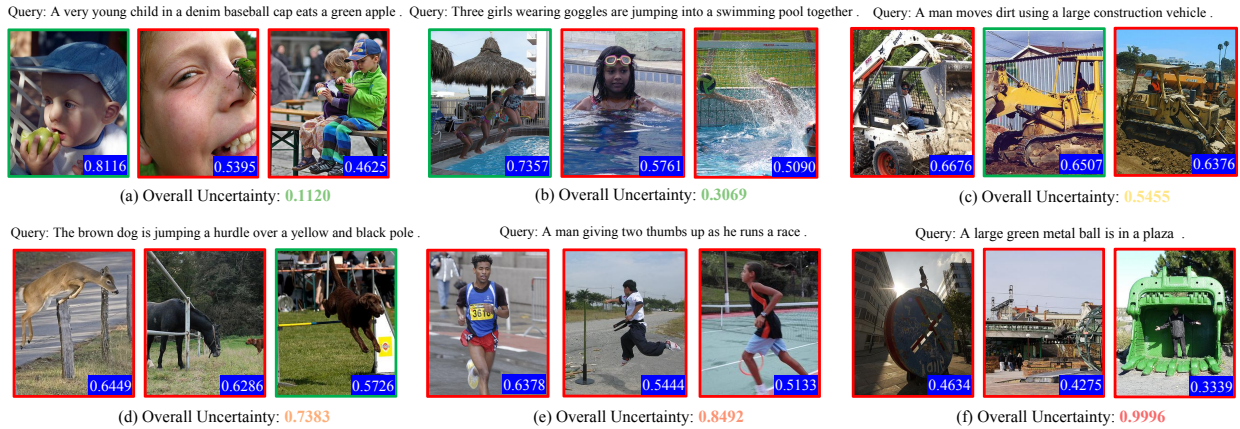 Query: A very young child in a denim baseball cap eats a green apple .
Query: Three girls wearing goggles are jumping into a swimming pool together .
Query: A man moves dirt using a large construction vehicle .
0.8116 0.5395 0.4625
0.7357 0.5761 0.5090
0.6676 0.6507 0.6376
(a) Overall Uncertainty: 0.1120
(b) Overall Uncertainty: 0.3069
(c) Overall Uncertainty: 0.5455
Query: The brown dog is jumping a hurdle over a yellow and black pole .
Query: A man giving two thumbs up as he runs a race .
Query: A large green metal ball is in a plaza .
0.6449 0.6286 0.5726
0.6378 0.5444 0.5133
0.4634 0.4275 0.3339
(d) Overall Uncertainty: 0.7383
(e) Overall Uncertainty: 0.8492
(f) Overall Uncertainty: 0.9996